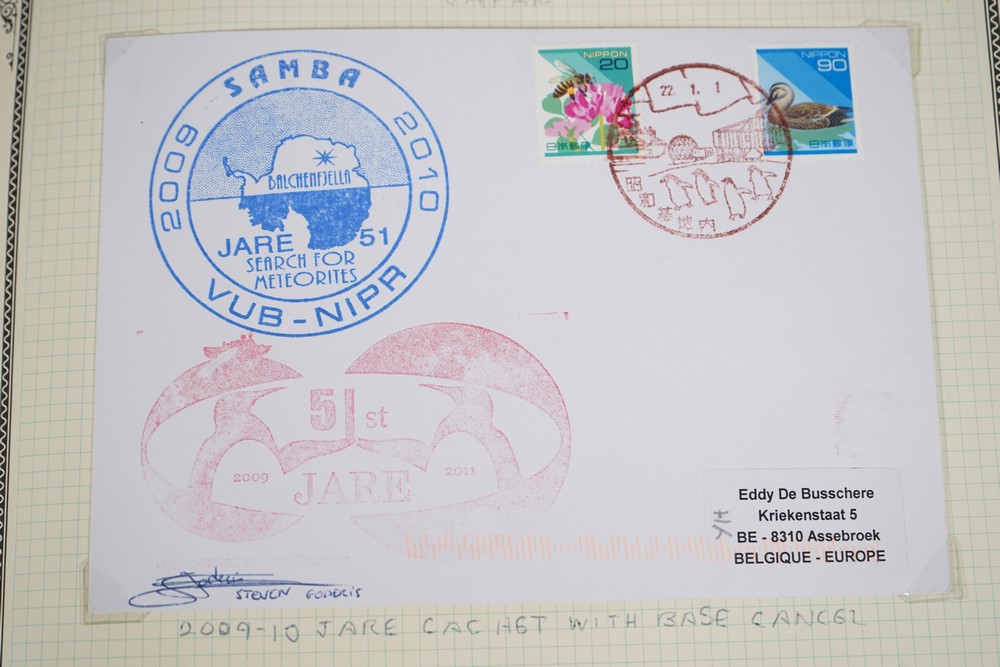 JAPAN
SAMBA
2009
2010
BALCHENFJELLA
JARE 51
SEARCH FOR
METEORITES
VUB-NIPR
NIPPON
20
日本郵便
NIPPON
90
日本郵便
22. 1. 1
昭和基地内
51st
2009
2011
JARE
Eddy De Busschere
Kriekenstaat 5
BE - 8310 Assebroek
BELGIQUE - EUROPE
STEVEN GODERIS
2009-10 JARE CACHET WITH BASE CANCEL